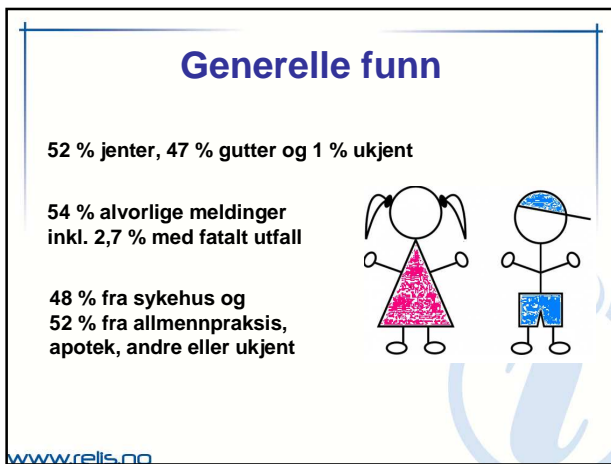 Generelle funn
52 % jenter, 47 % gutter og 1 % ukjent
54 % alvorlige meldinger
inkl. 2,7 % med fatalt utfall
48 % fra sykehus og
52 % fra allmennpraksis,
apotek, andre eller ukjent
www.relis.no